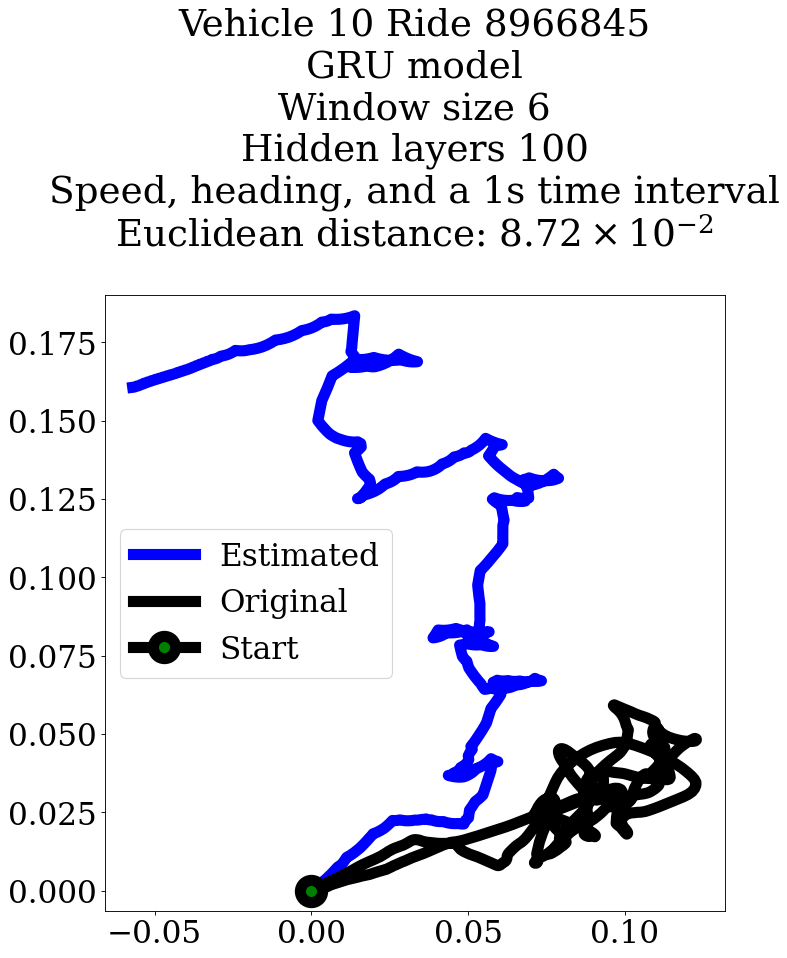 Vehicle 10 Ride 8966845
GRU model
Window size 6
Hidden layers 100
Speed, heading, and a 1s time interval
Euclidean distance: 8.72 × 10⁻²
0.175
0.150
0.125
0.100
0.075
0.050
0.025
0.000
Estimated
Original
Start
−0.05 0.00 0.05 0.10